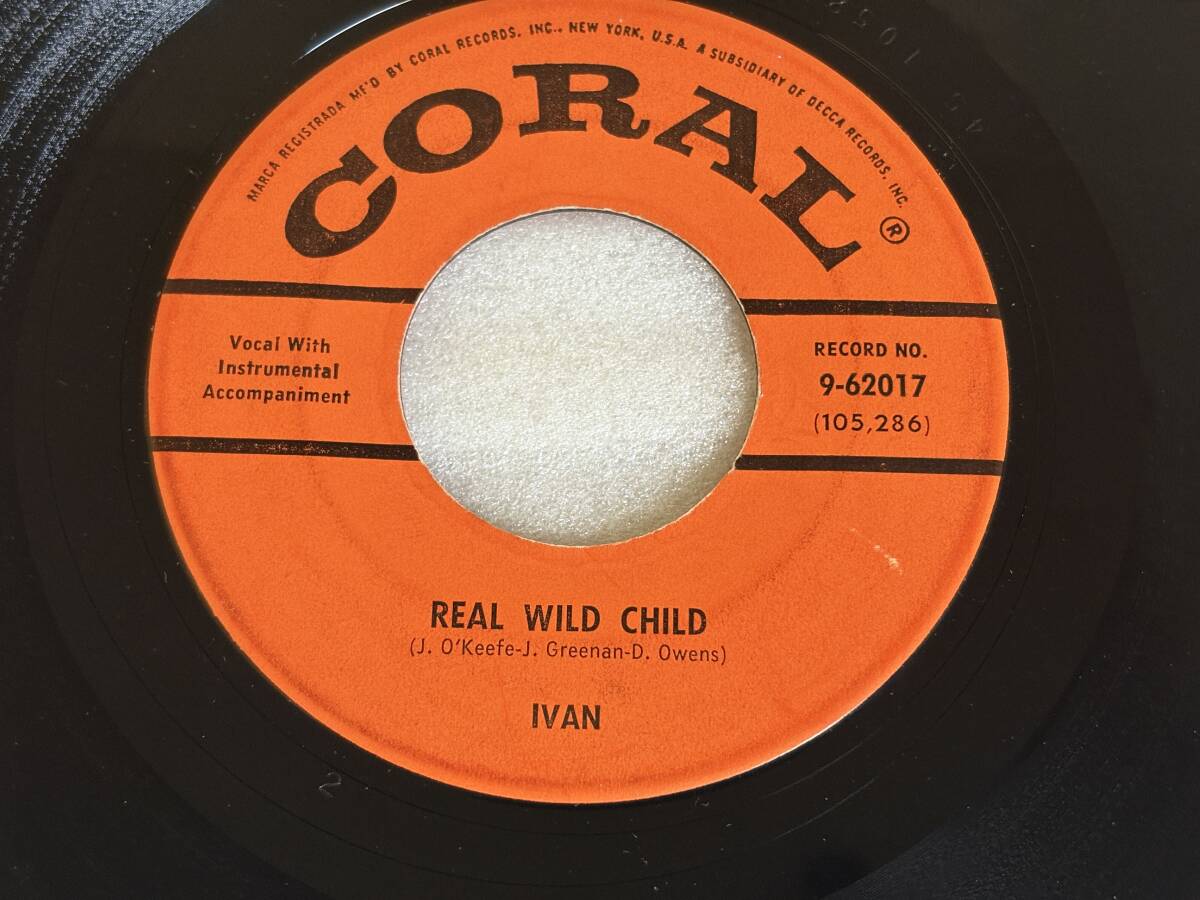 MARCA REGISTRADA MF'D BY CORAL RECORDS, INC., NEW YORK, U.S.A. A SUBSIDIARY OF DECCA RECORDS, INC.
CORAL®
Vocal With
Instrumental
Accompaniment
RECORD NO.
9-62017
(105,286)
REAL WILD CHILD
(J. O'Keefe-J. Greenan-D. Owens)
IVAN
2